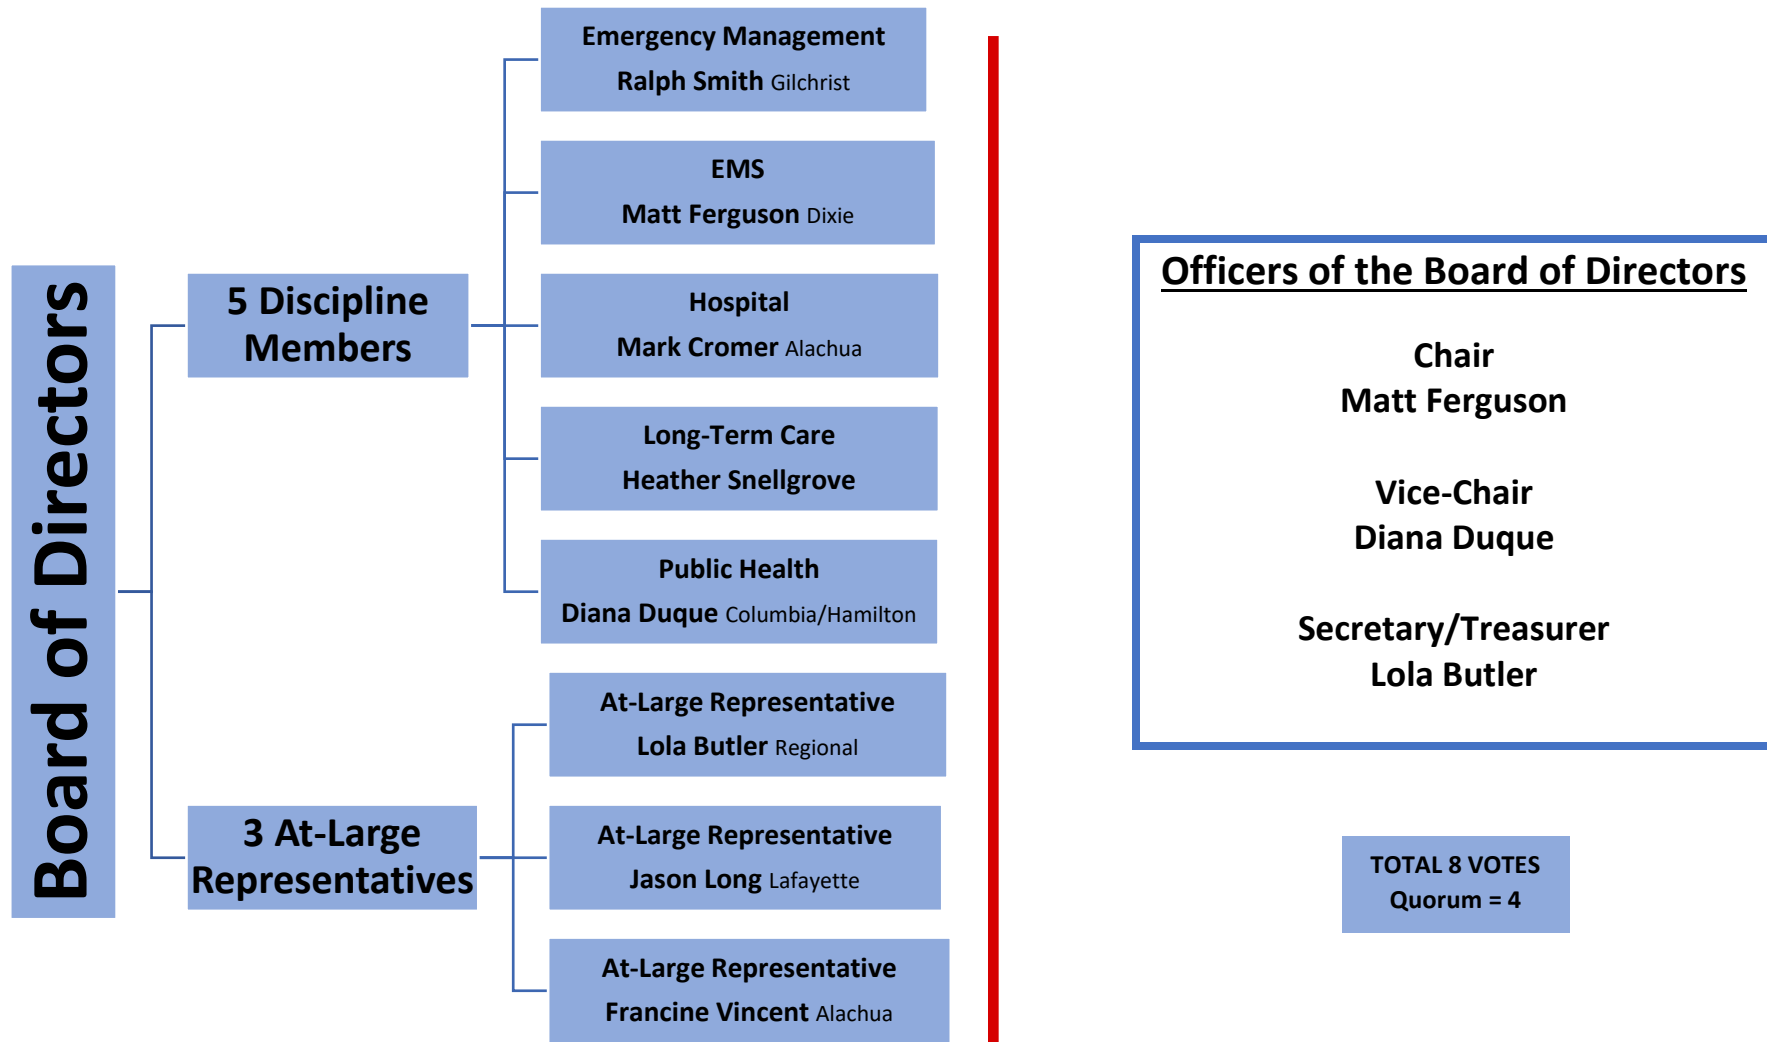 Board of Directors
5 Discipline
Members
Emergency Management
Ralph Smith Gilchrist
EMS
Matt Ferguson Dixie
Hospital
Mark Cromer Alachua
Long-Term Care
Heather Snellgrove
Public Health
Diana Duque Columbia/Hamilton
3 At-Large
Representatives
At-Large Representative
Lola Butler Regional
At-Large Representative
Jason Long Lafayette
At-Large Representative
Francine Vincent Alachua
Officers of the Board of Directors
Chair
Matt Ferguson
Vice-Chair
Diana Duque
Secretary/Treasurer
Lola Butler
TOTAL 8 VOTES
Quorum = 4